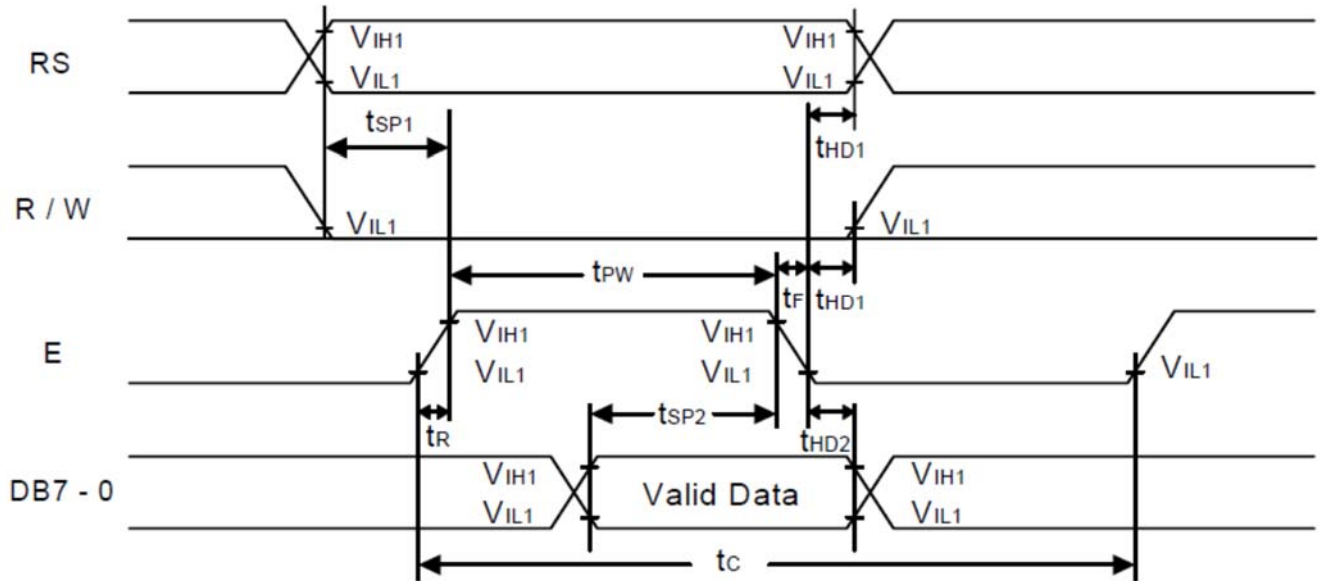 VIH1 VIH1
RS
VIL1 VIL1
tSP1
tHD1
R / W
VIL1 VIL1
tPW
tF tHD1
VIH1 VIH1
E
VIL1 VIL1 VIL1
tSP2
tR tHD2
VIH1 VIH1
DB7 - 0 Valid Data
VIL1 VIL1
tC